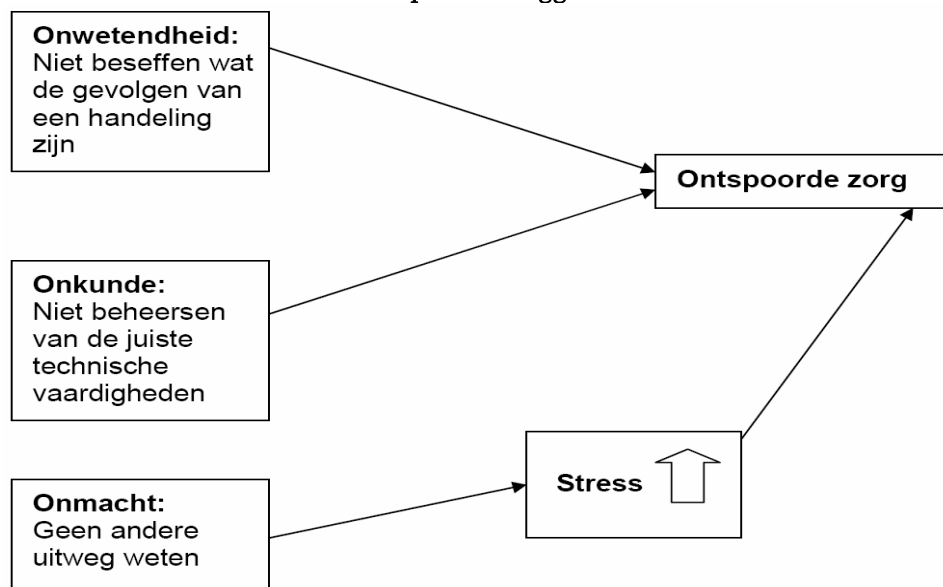 Onwetendheid:
Niet beseffen wat
de gevolgen van
een handeling
zijn
Ontspoorde zorg
Onkunde:
Niet beheersen
van de juiste
technische
vaardigheden
Stress
Onmacht:
Geen andere
uitweg weten